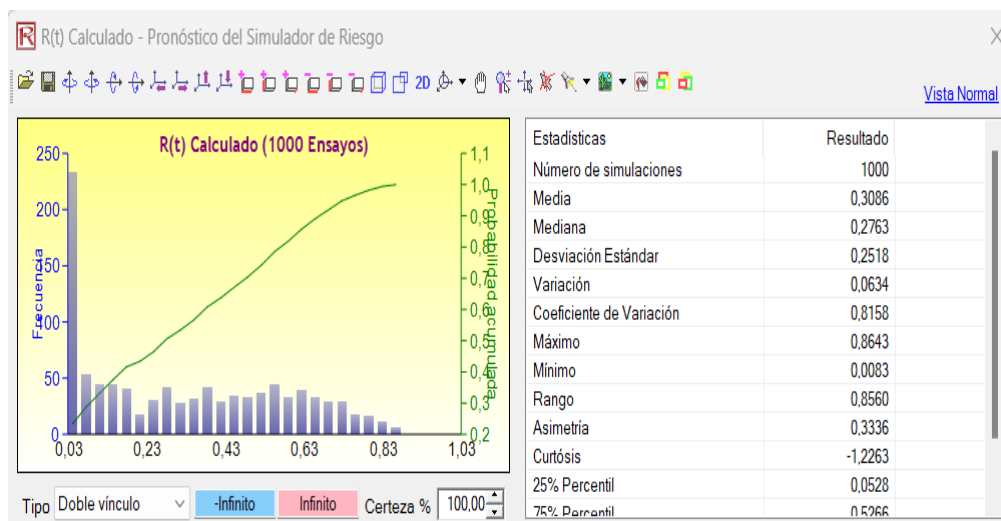 R(t) Calculado - Pronóstico del Simulador de Riesgo
2D
Vista Normal
R(t) Calculado (1000 Ensayos)
250
200
150
100
50
0
Frecuencia
1,1
1,0
0,9
0,8
0,7
0,6
0,5
0,4
0,3
0,2
Probabilidad acumulada
0,03 0,23 0,43 0,63 0,83 1,03
Tipo Doble vínculo -Infinito Infinito Certeza % 100,00
Estadísticas Resultado
Número de simulaciones 1000
Media 0,3086
Mediana 0,2763
Desviación Estándar 0,2518
Variación 0,0634
Coeficiente de Variación 0,8158
Máximo 0,8643
Mínimo 0,0083
Rango 0,8560
Asimetría 0,3336
Curtósis -1,2263
25% Percentil 0,0528
75% Percentil 0,5266